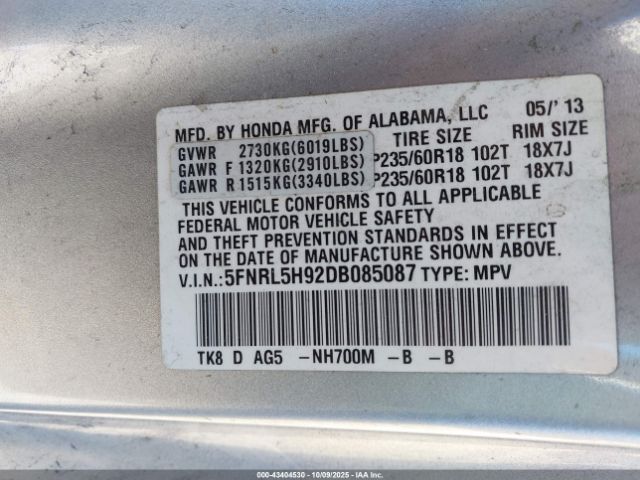 MFD. BY HONDA MFG. OF ALABAMA, LLC 05/'13
GVWR 2730KG(6019LBS) TIRE SIZE RIM SIZE
GAWR F 1320KG(2910LBS) P235/60R18 102T 18X7J
GAWR R 1515KG(3340LBS) P235/60R18 102T 18X7J
THIS VEHICLE CONFORMS TO ALL APPLICABLE
FEDERAL MOTOR VEHICLE SAFETY
AND THEFT PREVENTION STANDARDS IN EFFECT
ON THE DATE OF MANUFACTURE SHOWN ABOVE.
V.I.N.:5FNRL5H92DB085087 TYPE: MPV
TK8 D AG5 -NH700M -B -B
000-43404530 - 10/09/2025 - IAAI.COM